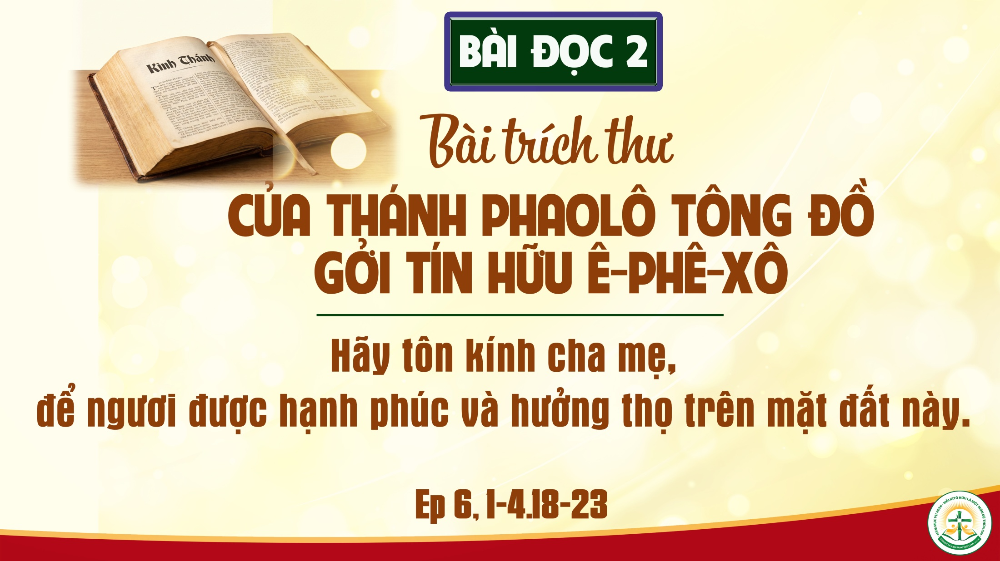 Kinh Thánh
BÀI ĐỌC 2
Bài trích thư
CỦA THÁNH PHAOLÔ TÔNG ĐỒ
GỞI TÍN HỮU Ê-PHÊ-XÔ
Hãy tôn kính cha mẹ,
để ngươi được hạnh phúc và hưởng thọ trên mặt đất này.
Ep 6, 1-4.18-23
NĂM MỤC VỤ 2026 - MỖI KITÔ HỮU LÀ MỘT MÔN ĐỆ THỪA SAI
ANH EM LÀ ÁNH SÁNG THẾ GIAN